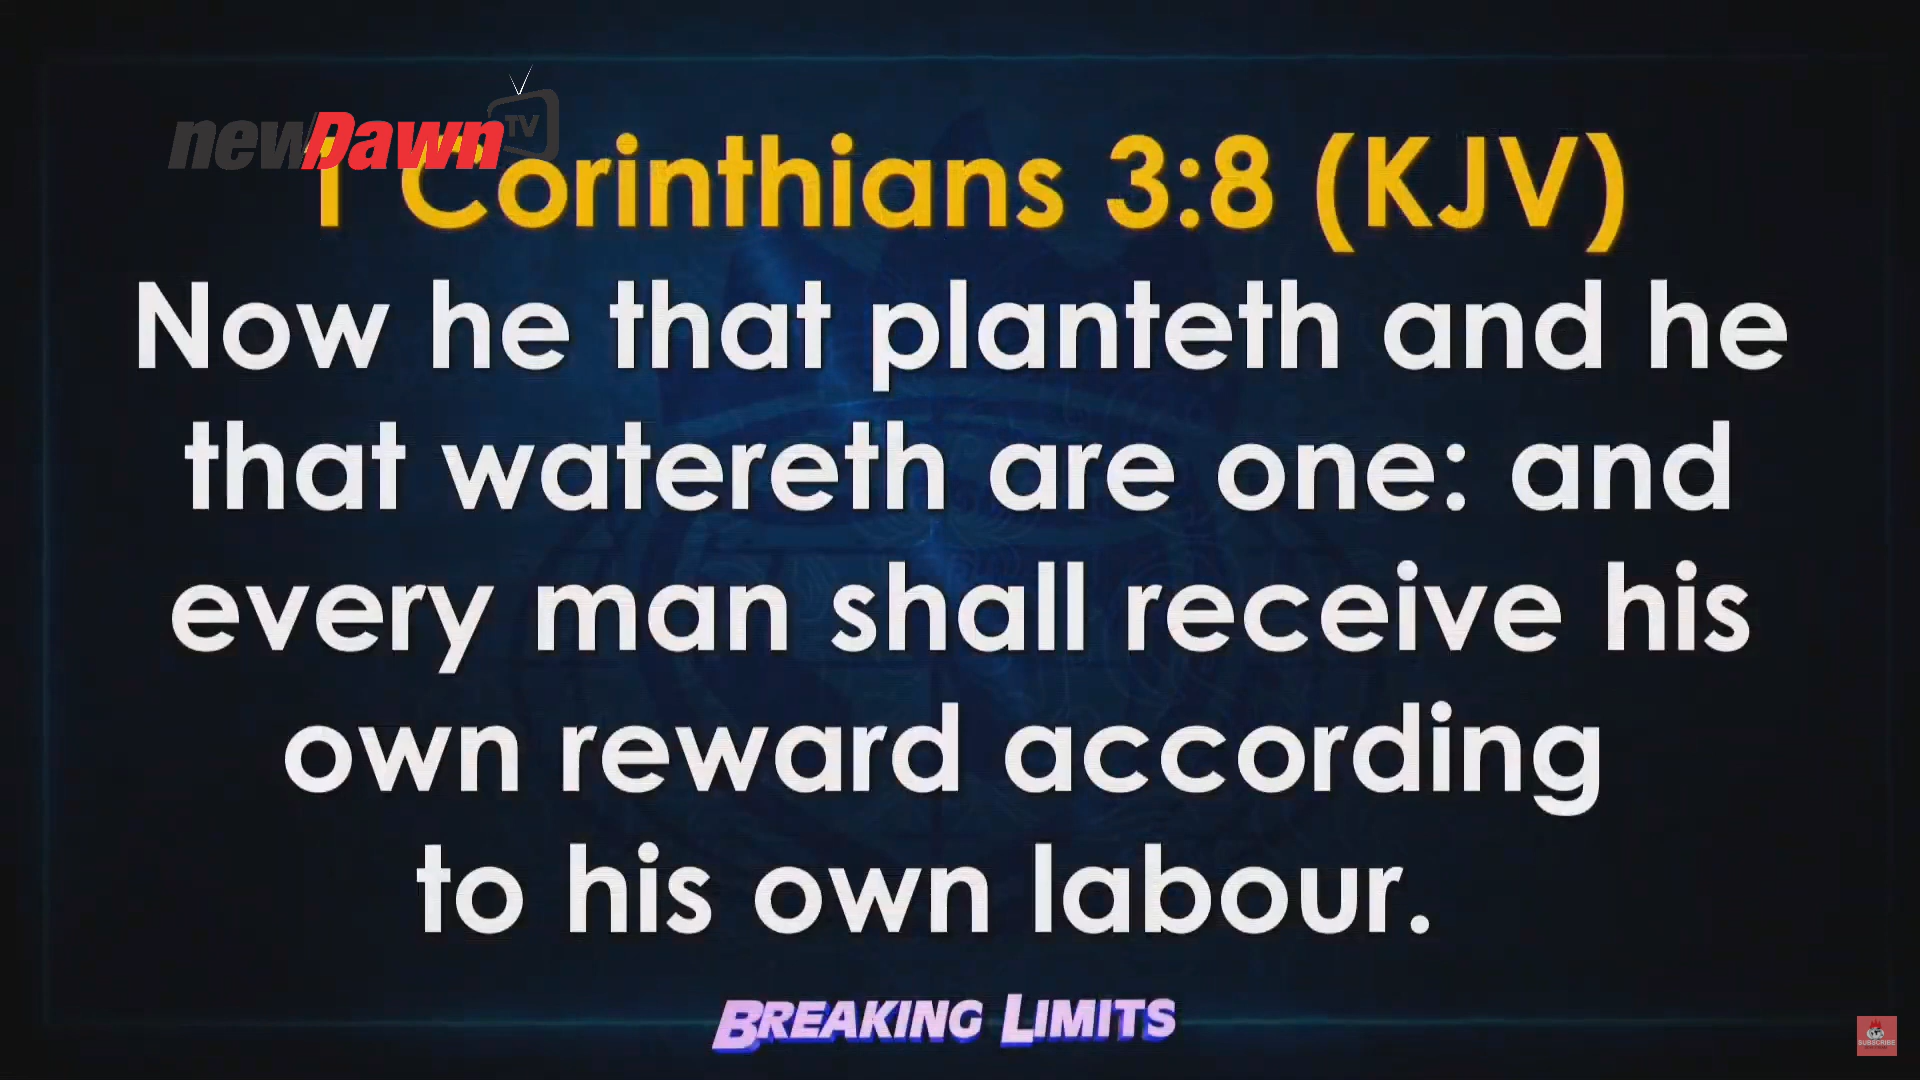 newDawn TV
1 Corinthians 3:8 (KJV)
Now he that planteth and he
that watereth are one: and
every man shall receive his
own reward according
to his own labour.
BREAKING LIMITS
SUBSCRIBE